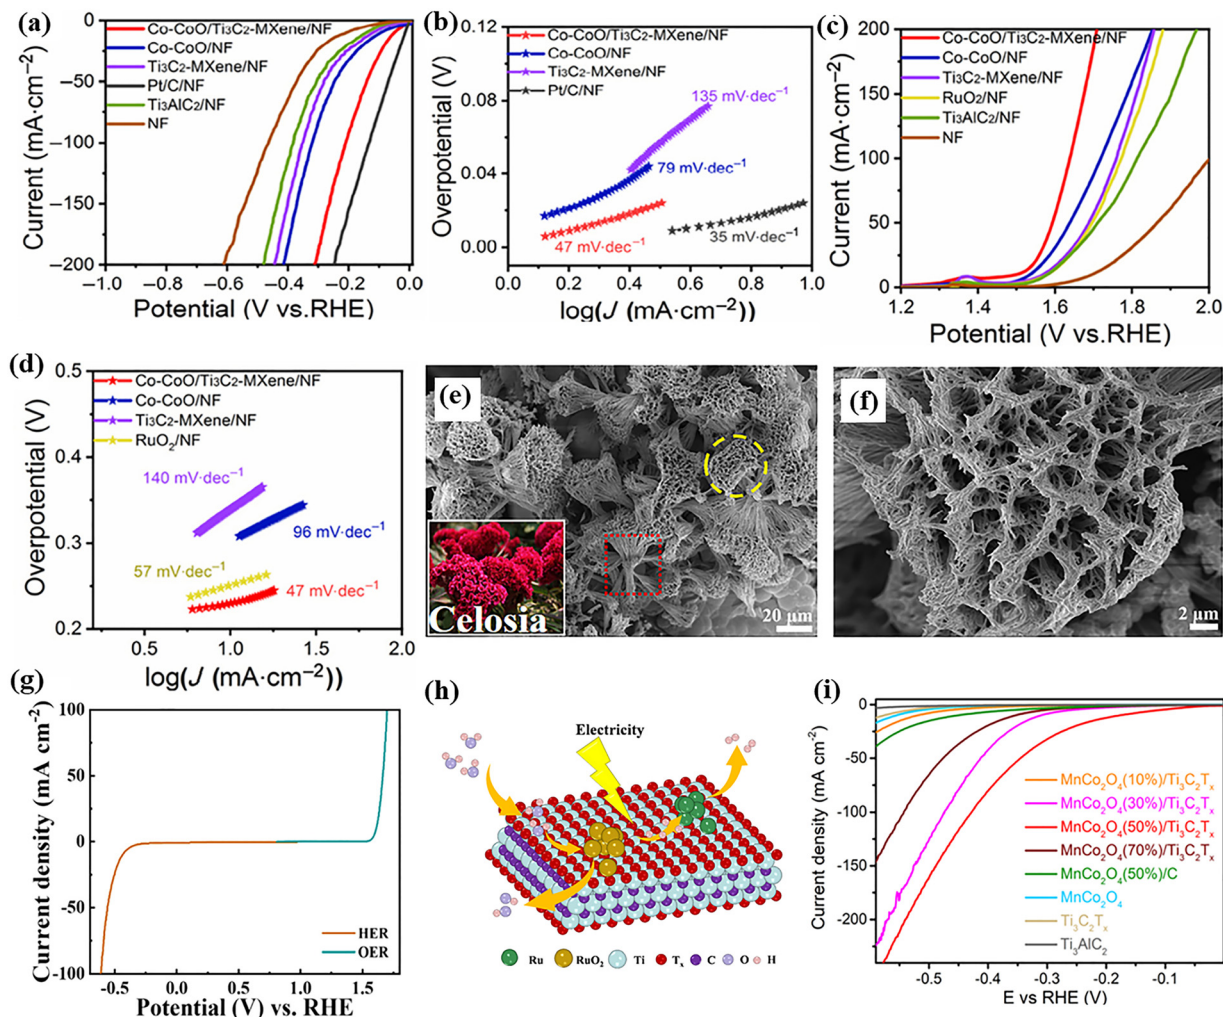 (a)
Co-CoO/Ti₃C₂-MXene/NF
Co-CoO/NF
Ti₃C₂-MXene/NF
Pt/C/NF
Ti₃AlC₂/NF
NF
0
−50
−100
−150
−200
Current (mA·cm⁻²)
−1.0
−0.8
−0.6
−0.4
−0.2
0.0
Potential (V vs.RHE)
(b)
Co-CoO/Ti₃C₂-MXene/NF
Co-CoO/NF
Ti₃C₂-MXene/NF
Pt/C/NF
135 mV·dec⁻¹
79 mV·dec⁻¹
47 mV·dec⁻¹
35 mV·dec⁻¹
0.12
0.08
0.04
0.00
Overpotential (V)
0.0
0.2
0.4
0.6
0.8
1.0
log(J (mA·cm⁻²))
(c)
Co-CoO/Ti₃C₂-MXene/NF
Co-CoO/NF
Ti₃C₂-MXene/NF
RuO₂/NF
Ti₃AlC₂/NF
NF
200
150
100
50
0
Current (mA·cm⁻²)
1.2
1.4
1.6
1.8
2.0
Potential (V vs.RHE)
(d)
Co-CoO/Ti₃C₂-MXene/NF
Co-CoO/NF
Ti₃C₂-MXene/NF
RuO₂/NF
140 mV·dec⁻¹
96 mV·dec⁻¹
57 mV·dec⁻¹
47 mV·dec⁻¹
0.5
0.4
0.3
0.2
Overpotential (V)
0.5
1.0
1.5
2.0
log(J (mA·cm⁻²))
(e)
Celosia
20 μm
(f)
2 μm
(g)
100
50
0
-50
-100
Current density (mA cm⁻²)
HER
OER
-0.5
0.0
0.5
1.0
1.5
Potential (V) vs. RHE
(h)
Electricity
Ru
RuO₂
Ti
Tₓ
C
O
H
(i)
0
-50
-100
-150
-200
Current density (mA cm⁻²)
MnCo₂O₄(10%)/Ti₃C₂Tₓ
MnCo₂O₄(30%)/Ti₃C₂Tₓ
MnCo₂O₄(50%)/Ti₃C₂Tₓ
MnCo₂O₄(70%)/Ti₃C₂Tₓ
MnCo₂O₄(50%)/C
MnCo₂O₄
Ti₃C₂Tₓ
Ti₃AlC₂
-0.5
-0.4
-0.3
-0.2
-0.1
E vs RHE (V)